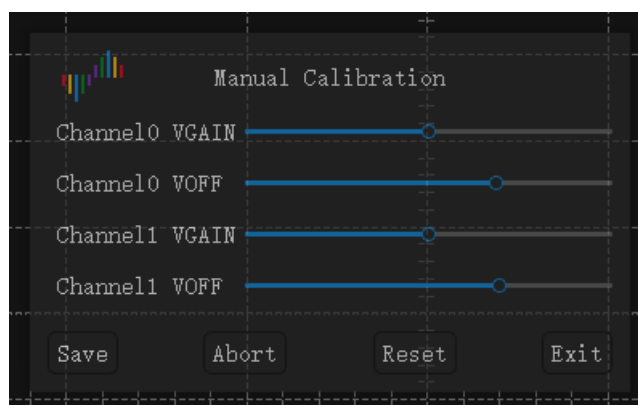 Manual Calibration
Channel0 VGAIN
Channel0 VOFF
Channel1 VGAIN
Channel1 VOFF
Save Abort Reset Exit